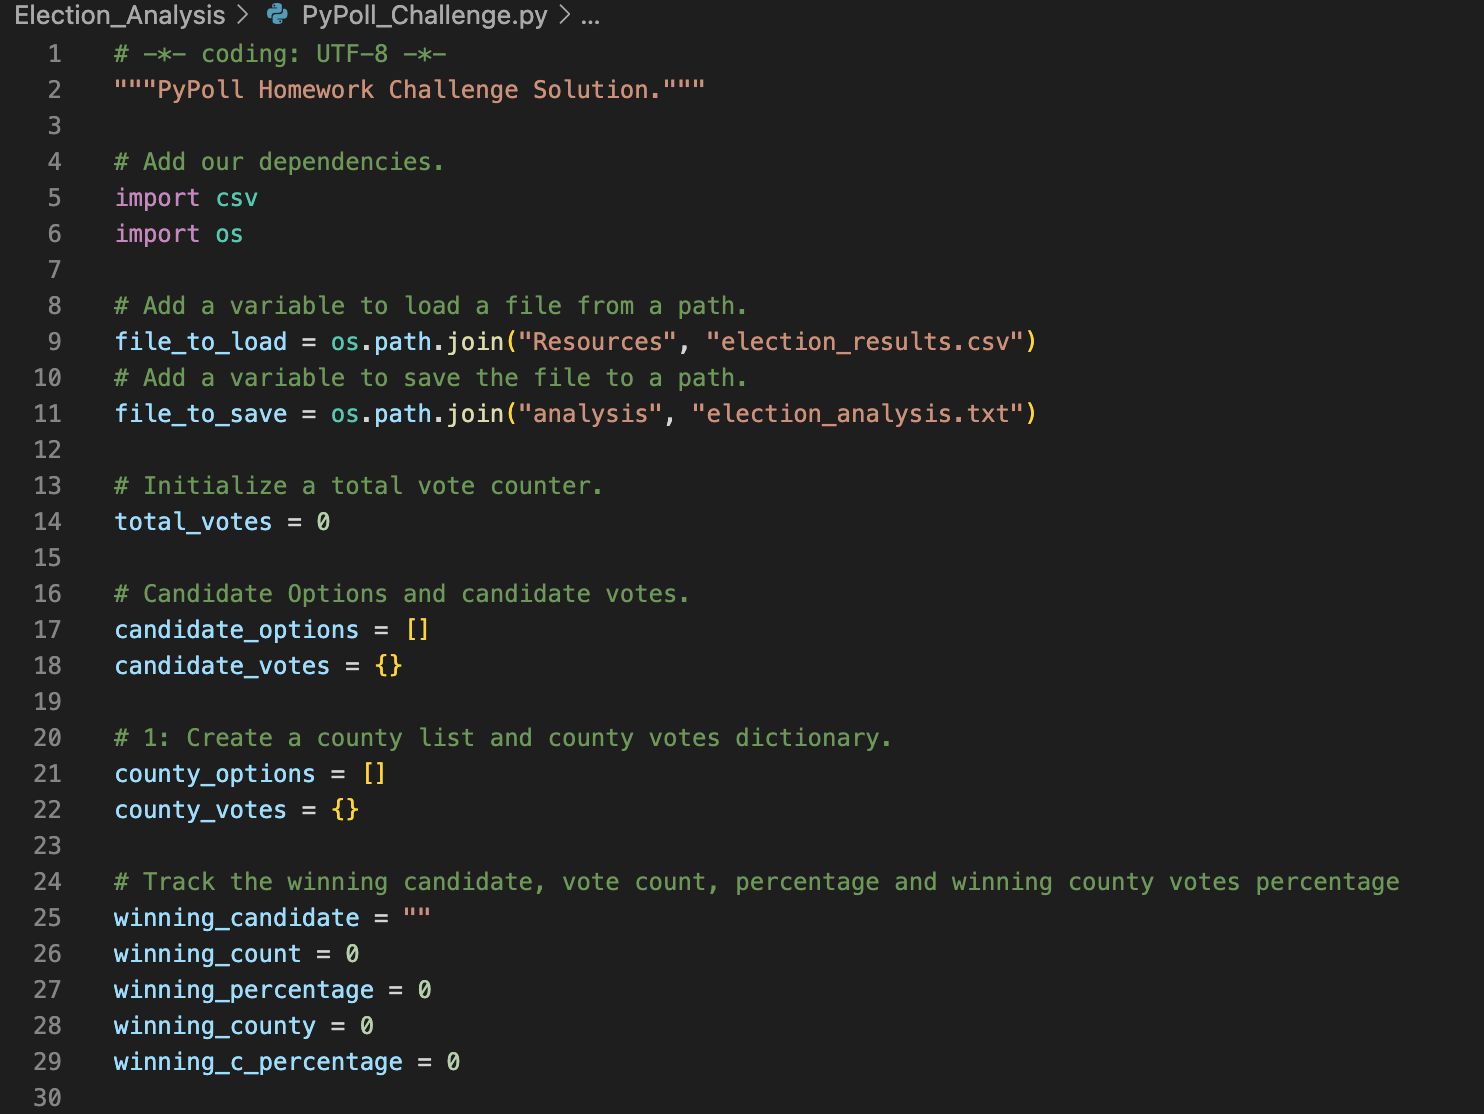 Election_Analysis > PyPoll_Challenge.py > ...
1 # -*- coding: UTF-8 -*-
2 """PyPoll Homework Challenge Solution."""
3
4 # Add our dependencies.
5 import csv
6 import os
7
8 # Add a variable to load a file from a path.
9 file_to_load = os.path.join("Resources", "election_results.csv")
10 # Add a variable to save the file to a path.
11 file_to_save = os.path.join("analysis", "election_analysis.txt")
12
13 # Initialize a total vote counter.
14 total_votes = 0
15
16 # Candidate Options and candidate votes.
17 candidate_options = []
18 candidate_votes = {}
19
20 # 1: Create a county list and county votes dictionary.
21 county_options = []
22 county_votes = {}
23
24 # Track the winning candidate, vote count, percentage and winning county votes percentage
25 winning_candidate = ""
26 winning_count = 0
27 winning_percentage = 0
28 winning_county = 0
29 winning_c_percentage = 0
30